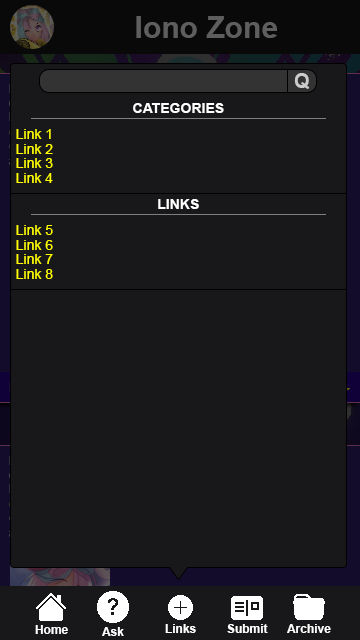 Iono Zone
CATEGORIES
Link 1
Link 2
Link 3
Link 4
LINKS
Link 5
Link 6
Link 7
Link 8
Home
Ask
Links
Submit
Archive